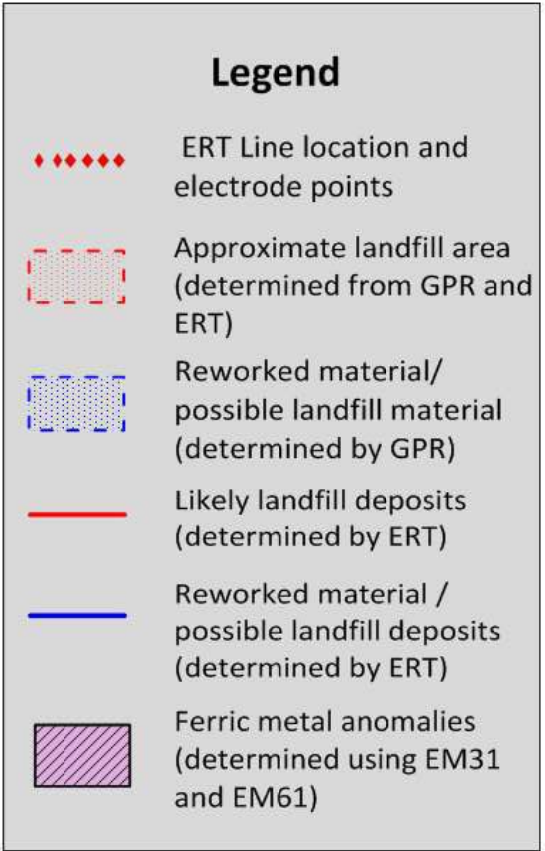 Legend
ERT Line location and
electrode points
Approximate landfill area
(determined from GPR and
ERT)
Reworked material/
possible landfill material
(determined by GPR)
Likely landfill deposits
(determined by ERT)
Reworked material /
possible landfill deposits
(determined by ERT)
Ferric metal anomalies
(determined using EM31
and EM61)